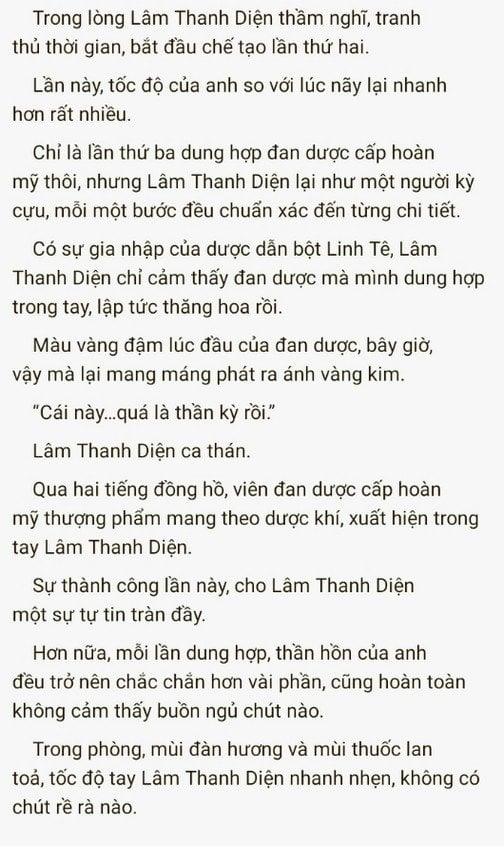 Trong lòng Lâm Thanh Diện thầm nghĩ, tranh
thủ thời gian, bắt đầu chế tạo lần thứ hai.
Lần này, tốc độ của anh so với lúc nãy lại nhanh
hơn rất nhiều.
Chỉ là lần thứ ba dung hợp đan dược cấp hoàn
mỹ thôi, nhưng Lâm Thanh Diện lại như một người kỳ
cựu, mỗi một bước đều chuẩn xác đến từng chi tiết.
Có sự gia nhập của dược dẫn bột Linh Tê, Lâm
Thanh Diện chỉ cảm thấy đan dược mà mình dung hợp
trong tay, lập tức thăng hoa rồi.
Màu vàng đậm lúc đầu của đan dược, bây giờ,
vậy mà lại mang máng phát ra ánh vàng kim.
“Cái này...quá là thần kỳ rồi.”
Lâm Thanh Diện ca thán.
Qua hai tiếng đồng hồ, viên đan dược cấp hoàn
mỹ thượng phẩm mang theo dược khí, xuất hiện trong
tay Lâm Thanh Diện.
Sự thành công lần này, cho Lâm Thanh Diện
một sự tự tin tràn đầy.
Hơn nữa, mỗi lần dung hợp, thần hồn của anh
đều trở nên chắc chắn hơn vài phần, cũng hoàn toàn
không cảm thấy buồn ngủ chút nào.
Trong phòng, mùi đàn hương và mùi thuốc lan
toả, tốc độ tay Lâm Thanh Diện nhanh nhẹn, không có
chút rề rà nào.